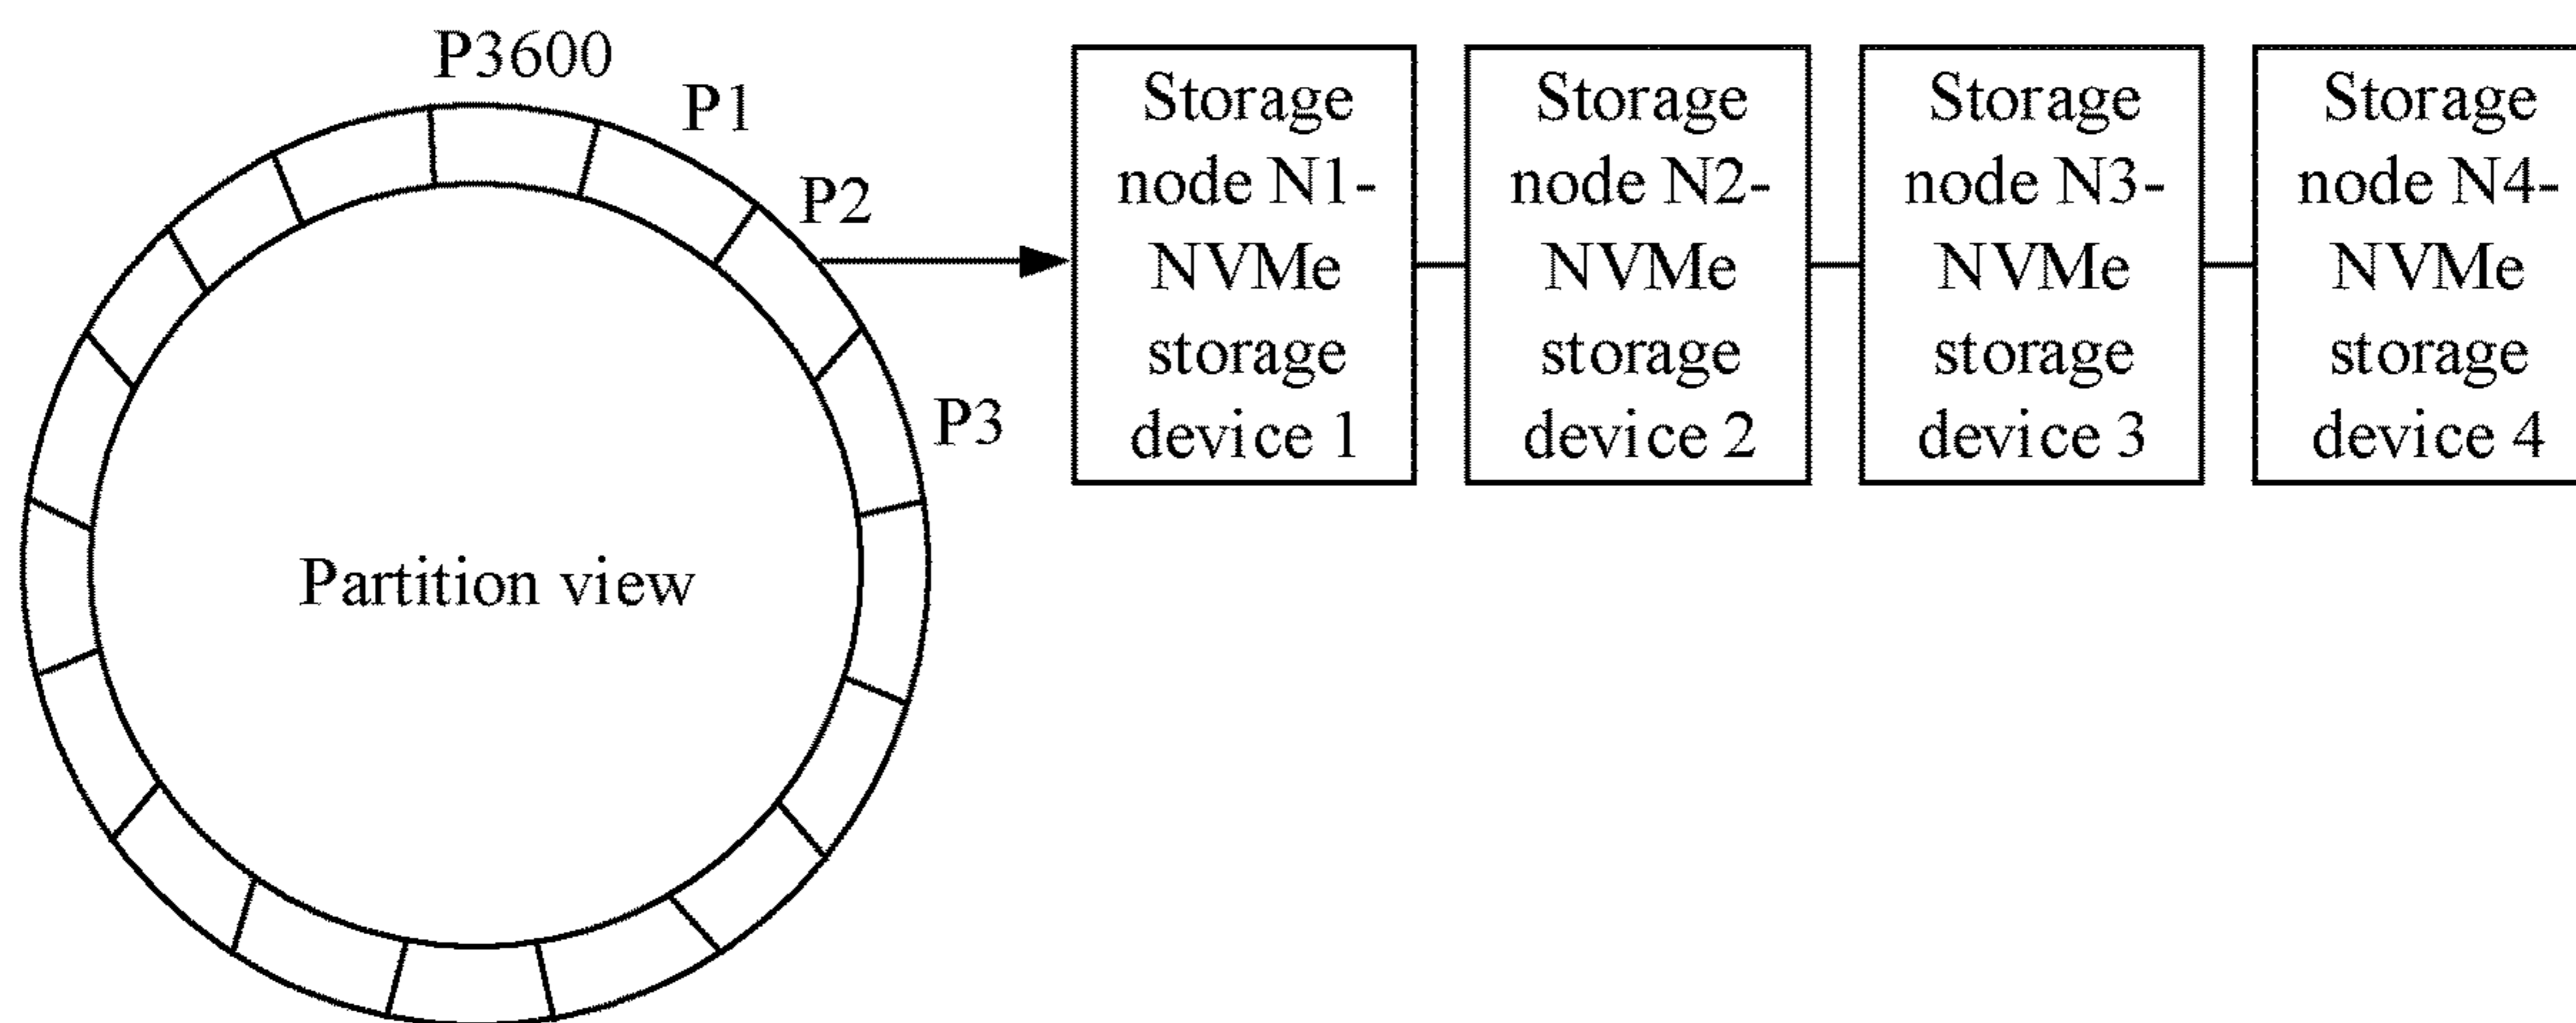 P3600
P1
P2
P3
Partition view
Storage
node N1-
NVMe
storage
device 1
Storage
node N2-
NVMe
storage
device 2
Storage
node N3-
NVMe
storage
device 3
Storage
node N4-
NVMe
storage
device 4